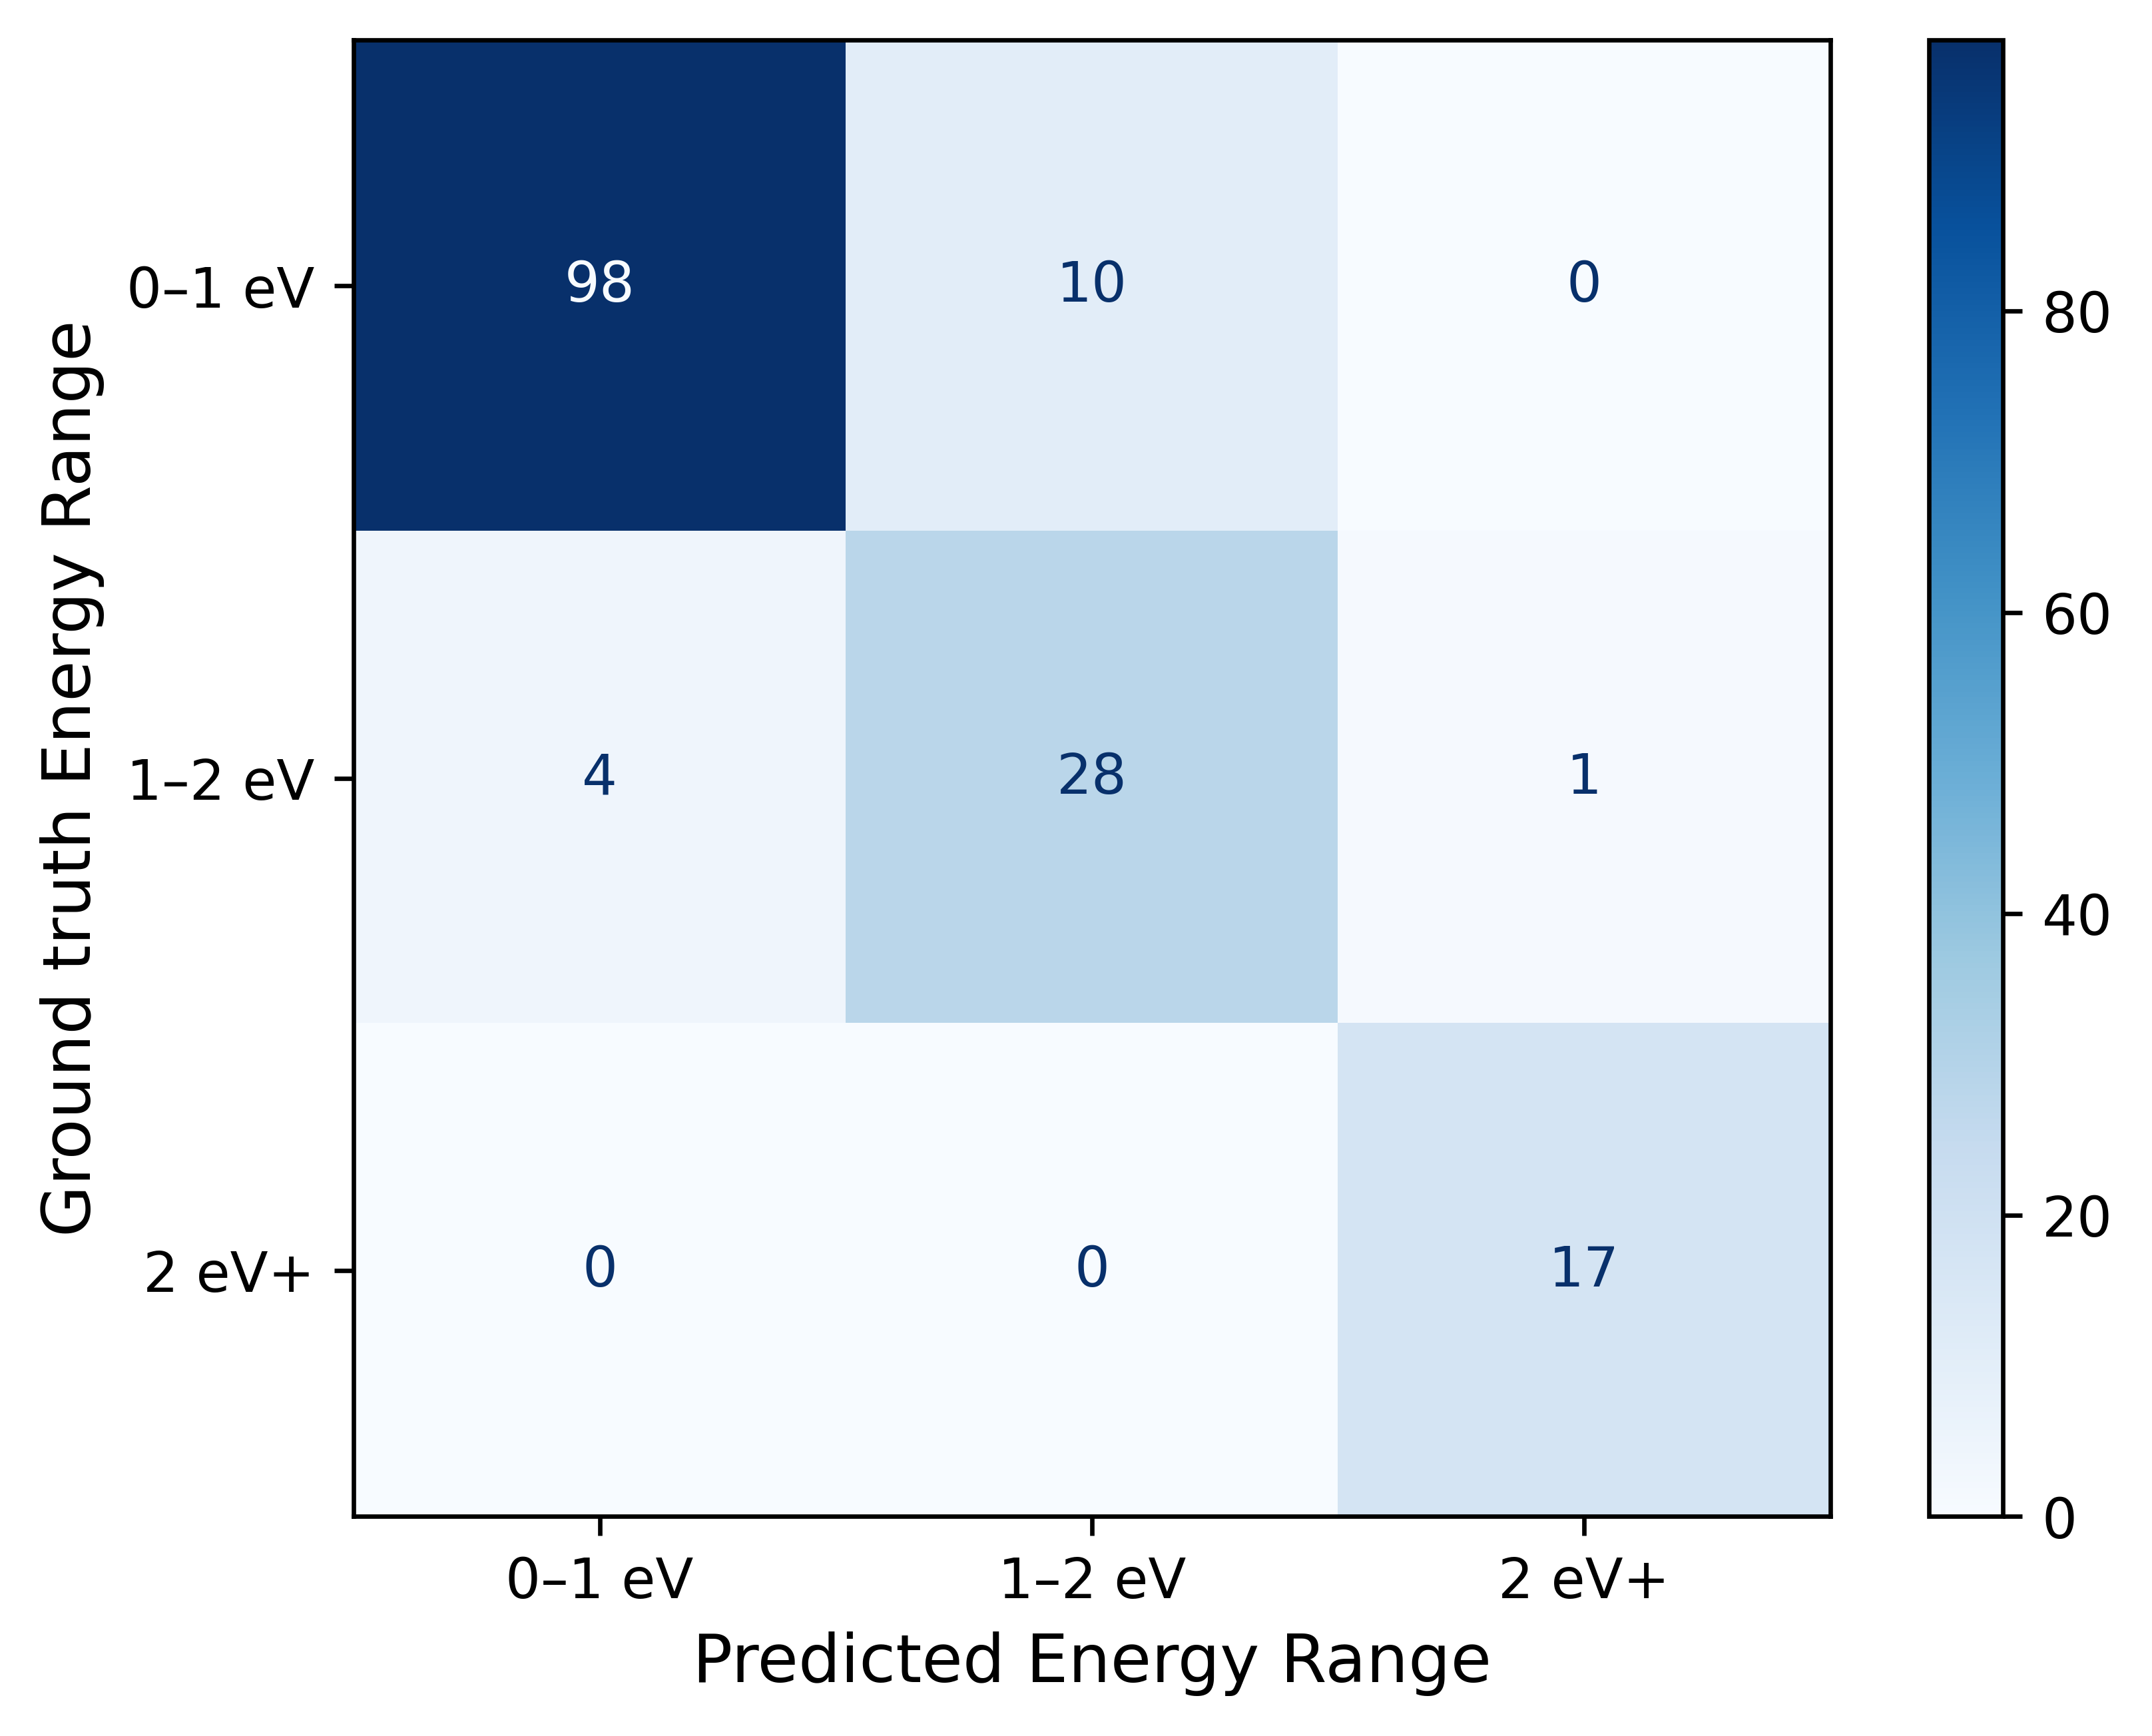 Ground truth Energy Range
0–1 eV
98
10
0
1–2 eV
4
28
1
2 eV+
0
0
17
0–1 eV
1–2 eV
2 eV+
Predicted Energy Range
80
60
40
20
0